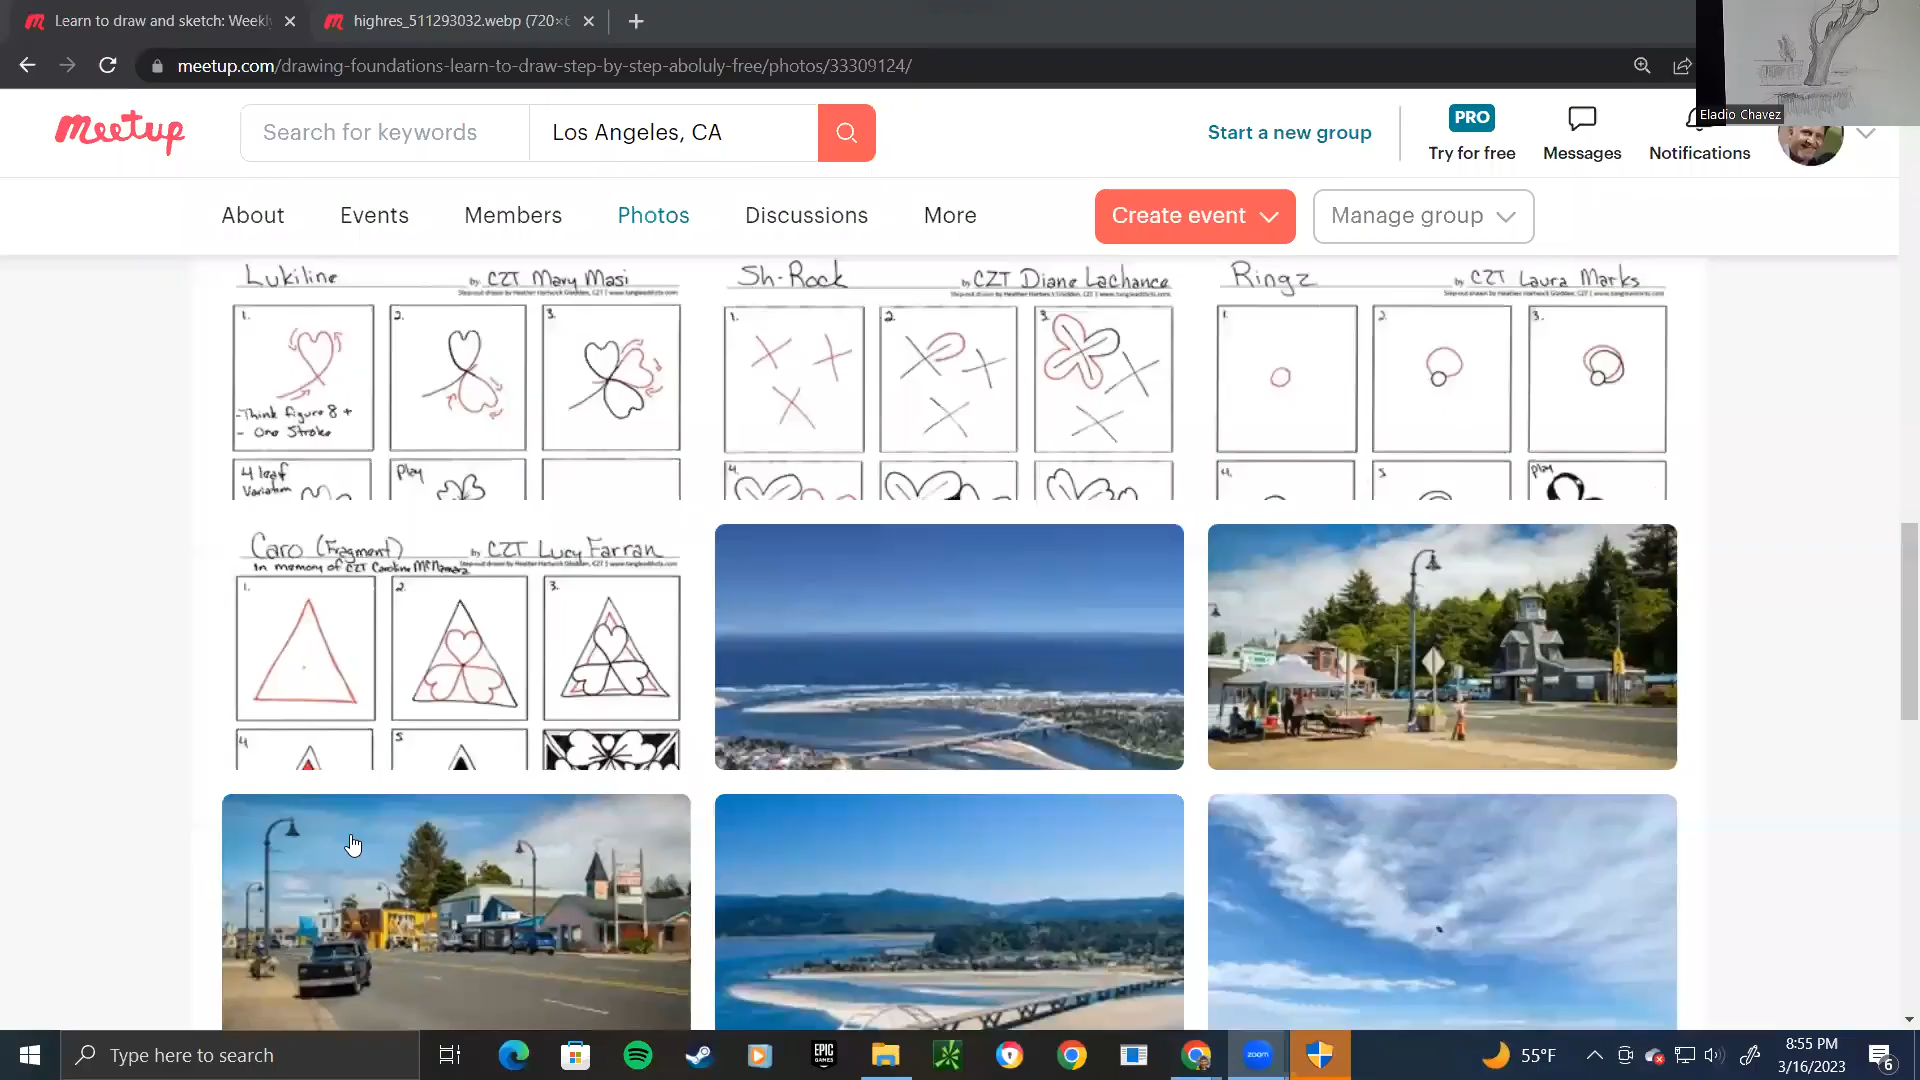 Learn to draw and sketch: Weekly
highres_511293032.webp (720×6
meetup.com/drawing-foundations-learn-to-draw-step-by-step-aboluly-free/photos/33309124/
Eladio Chavez
meetup
Search for keywords
Los Angeles, CA
Start a new group
PRO
Try for free
Messages
Notifications
About
Events
Members
Photos
Discussions
More
Create event
Manage group
Lukiline by CZT Mary Masi
1.
2.
3.
-Think figure 8 +
- One Stroke
4 leaf
Variation
Play
Sh-Rock by CZT Diane Lachance
1.
2.
3.
4.
Ringz by CZT Laura Marks
1.
2.
3.
4.
5.
play
Caro (Fragment) by CZT Lucy Farran
In memory of CZT Caroline McNamara
1.
2.
3.
4
5.
Type here to search
EPIC
GAMES
zoom
55°F
8:55 PM
3/16/2023
6